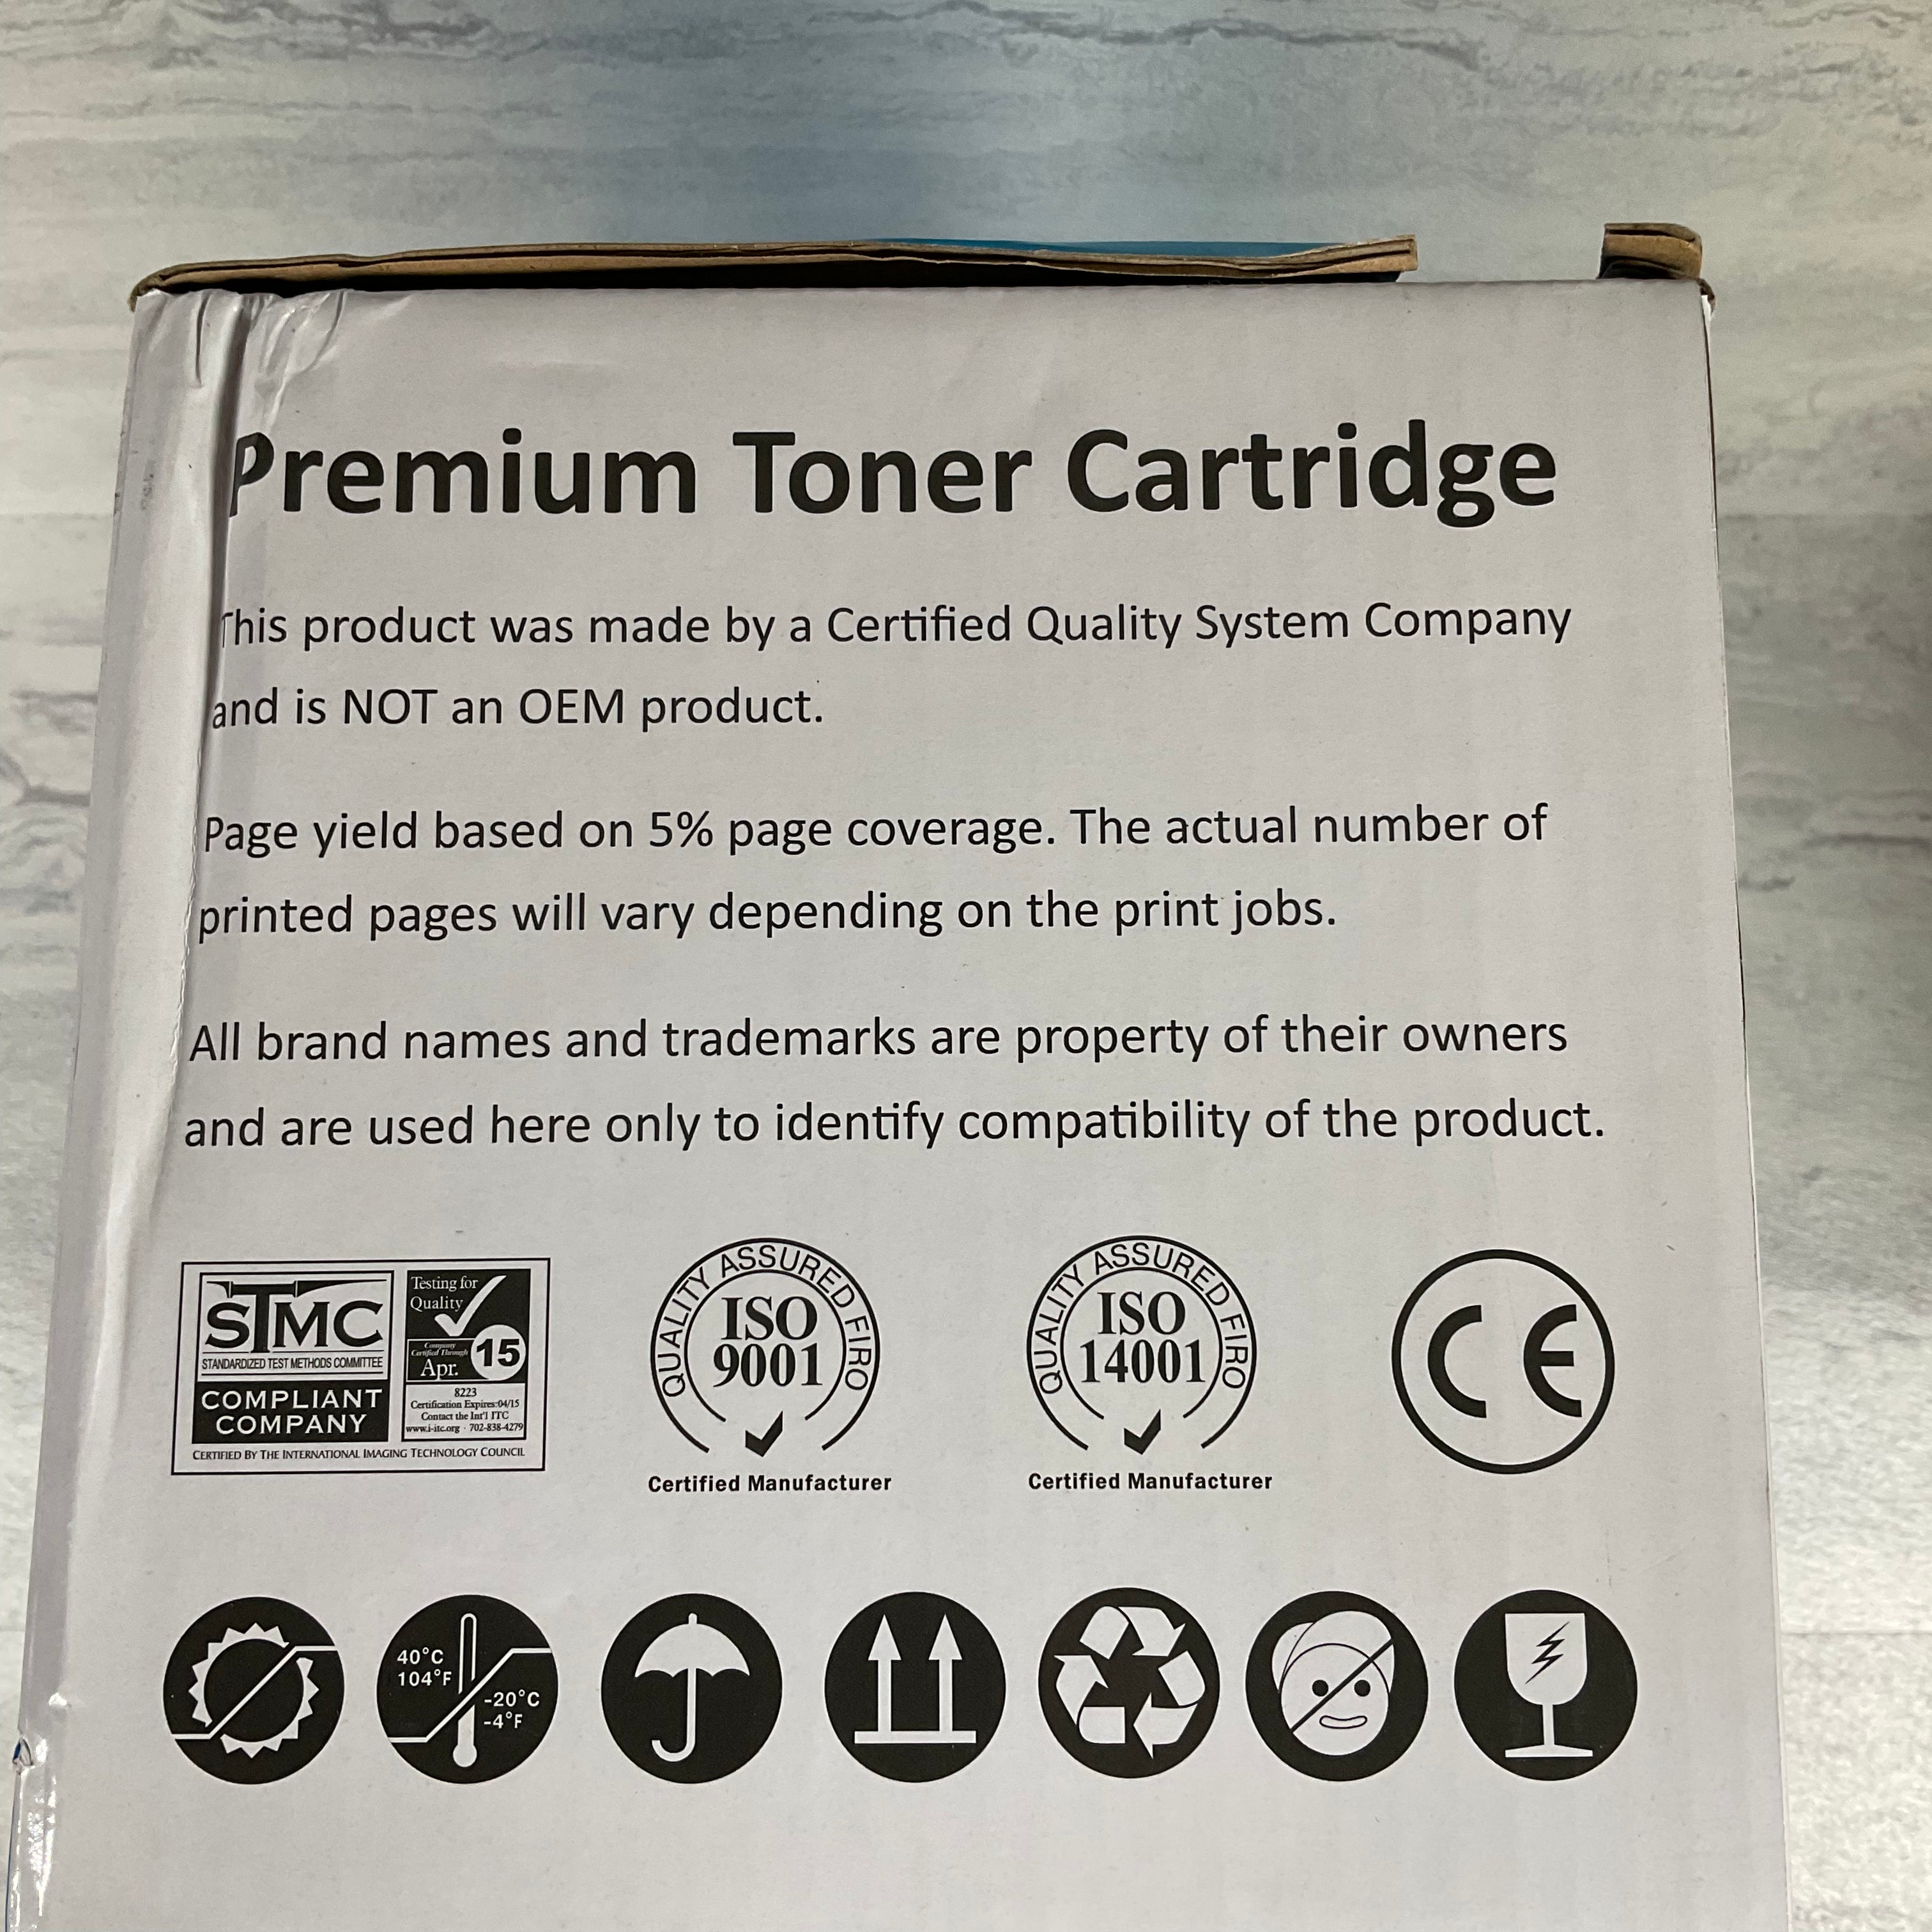 Premium Toner Cartridge
This product was made by a Certified Quality System Company
and is NOT an OEM product.
Page yield based on 5% page coverage. The actual number of
printed pages will vary depending on the print jobs.
All brand names and trademarks are property of their owners
and are used here only to identify compatibility of the product.
STMC
STANDARDIZED TEST METHODS COMMITTEE
COMPLIANT
COMPANY
Testing for
Quality
Company
Certified Through
Apr. 15
8223
Certification Expires:04/15
Contact the Int'l ITC
www.i-itc.org · 702-838-4279
CERTIFIED BY THE INTERNATIONAL IMAGING TECHNOLOGY COUNCIL
QUALITY ASSURED FIRO
ISO
9001
Certified Manufacturer
QUALITY ASSURED FIRO
ISO
14001
Certified Manufacturer
CE
40°C
104°F
-20°C
-4°F